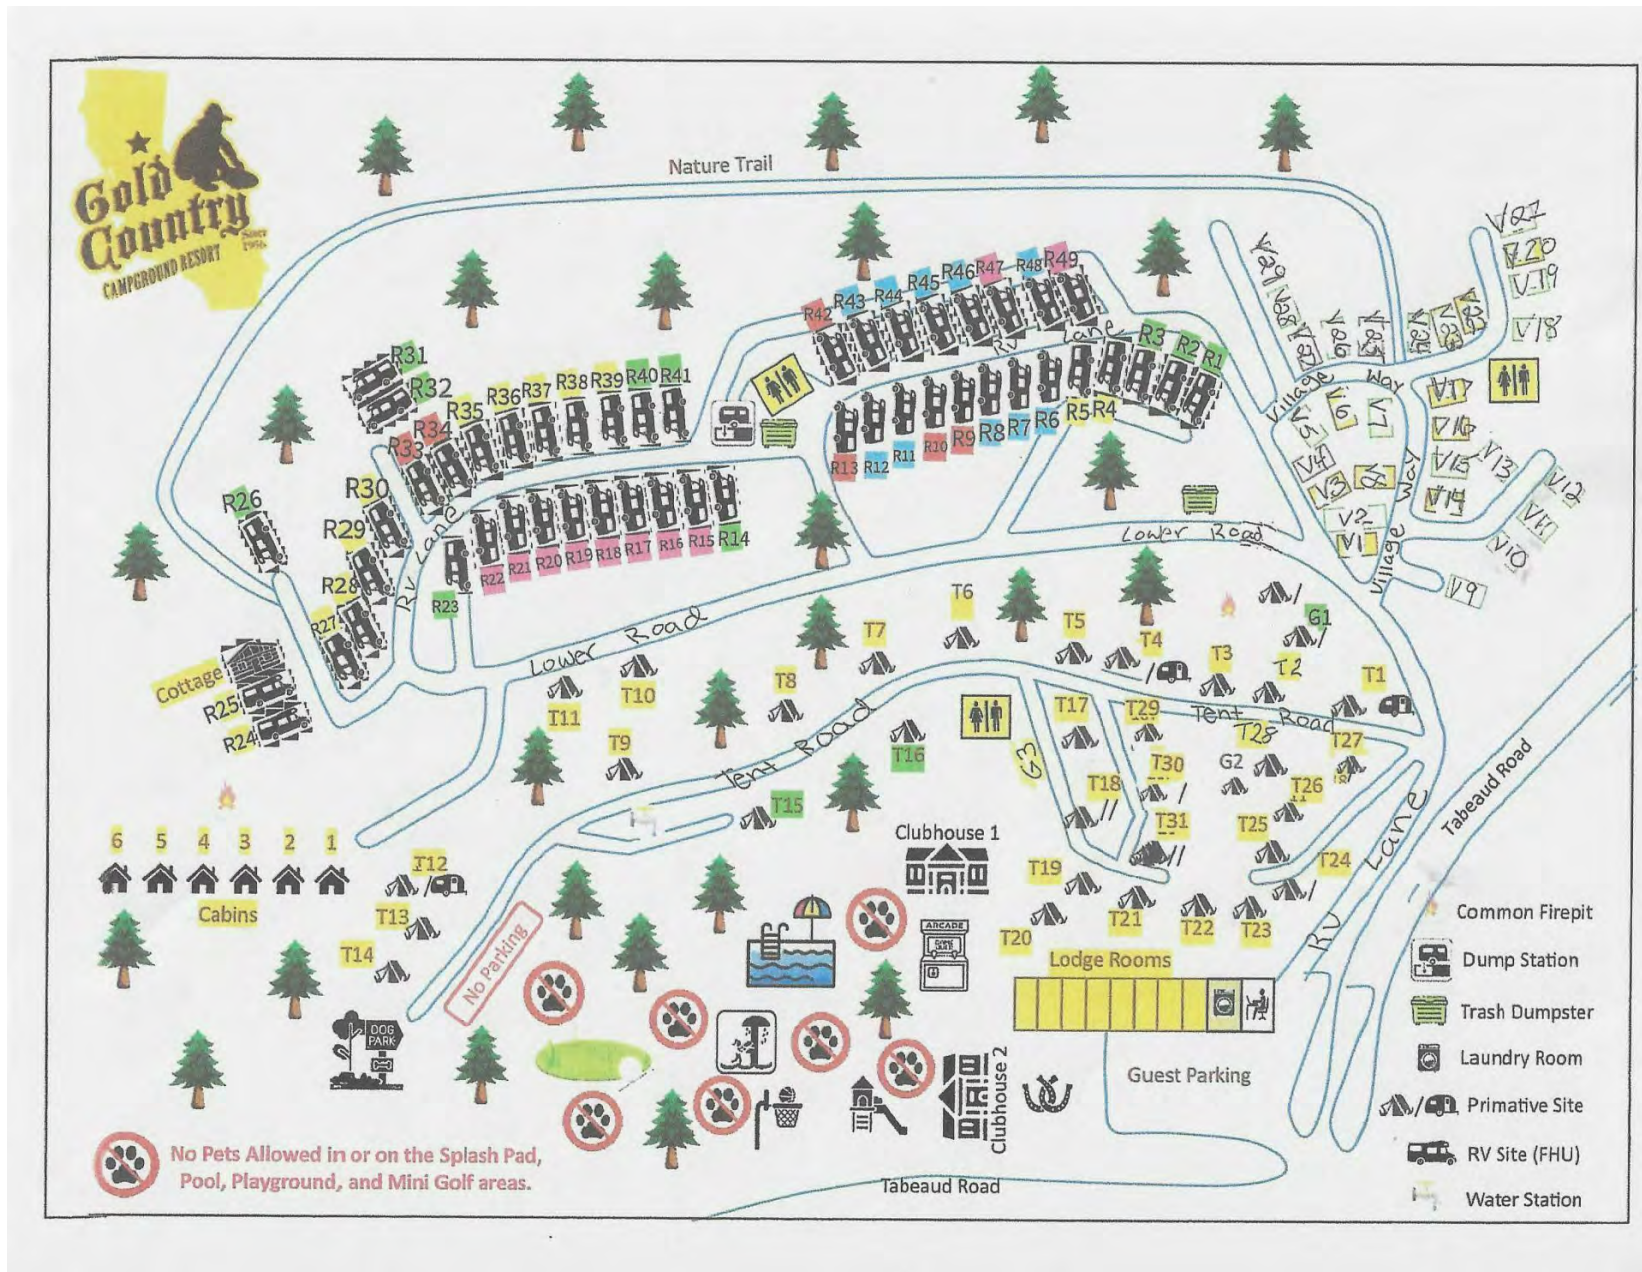 Gold
Country
Since
1956
CAMPGROUND RESORT
Nature Trail
V27
V20
V19
V18
V29
V28
V26
R42
R43
R44
R45
R46
R47
R48
R49
R31
R32
R33
R34
R35
R36
R37
R38
R39
R40
R41
Lane
R3
R2
R1
R13
R12
R11
R10
R9
R8
R7
R6
R5
R4
Village Way
V17
V16
V15
V14
V13
V12
V11
V10
V9
V5
V6
V7
V4
V3
V8
V2
V1
Village Way
R26
R30
R29
R28
R27
RV Lane
R22
R21
R20
R19
R18
R17
R16
R15
R14
R23
Lower Road
Lower Road
Cottage
R25
R24
T11
T10
T9
T8
T7
T6
T5
T4
T3
T2
T1
G1
/
/
/
Tent Road
Tent Road
T16
T15
G3
T17
T29
T28
T27
G2
T18
//
T30
/
T26
T31
//
T25
T24
/
T19
T20
T21
T22
T23
RV Lane
Tabeaud Road
6
5
4
3
2
1
Cabins
T12
/
T13
T14
No Parking
DOG
PARK
Clubhouse 1
ARCADE
Lodge Rooms
Clubhouse 2
Guest Parking
Tabeaud Road
Common Firepit
Dump Station
Trash Dumpster
Laundry Room
/
Primative Site
RV Site (FHU)
Water Station
No Pets Allowed in or on the Splash Pad,
Pool, Playground, and Mini Golf areas.